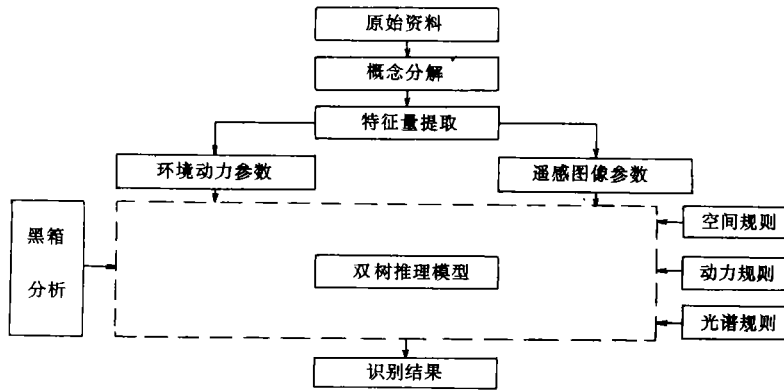 原始资料
概念分解
特征量提取
环境动力参数
遥感图像参数
黑箱
分析
双树推理模型
空间规则
动力规则
光谱规则
识别结果